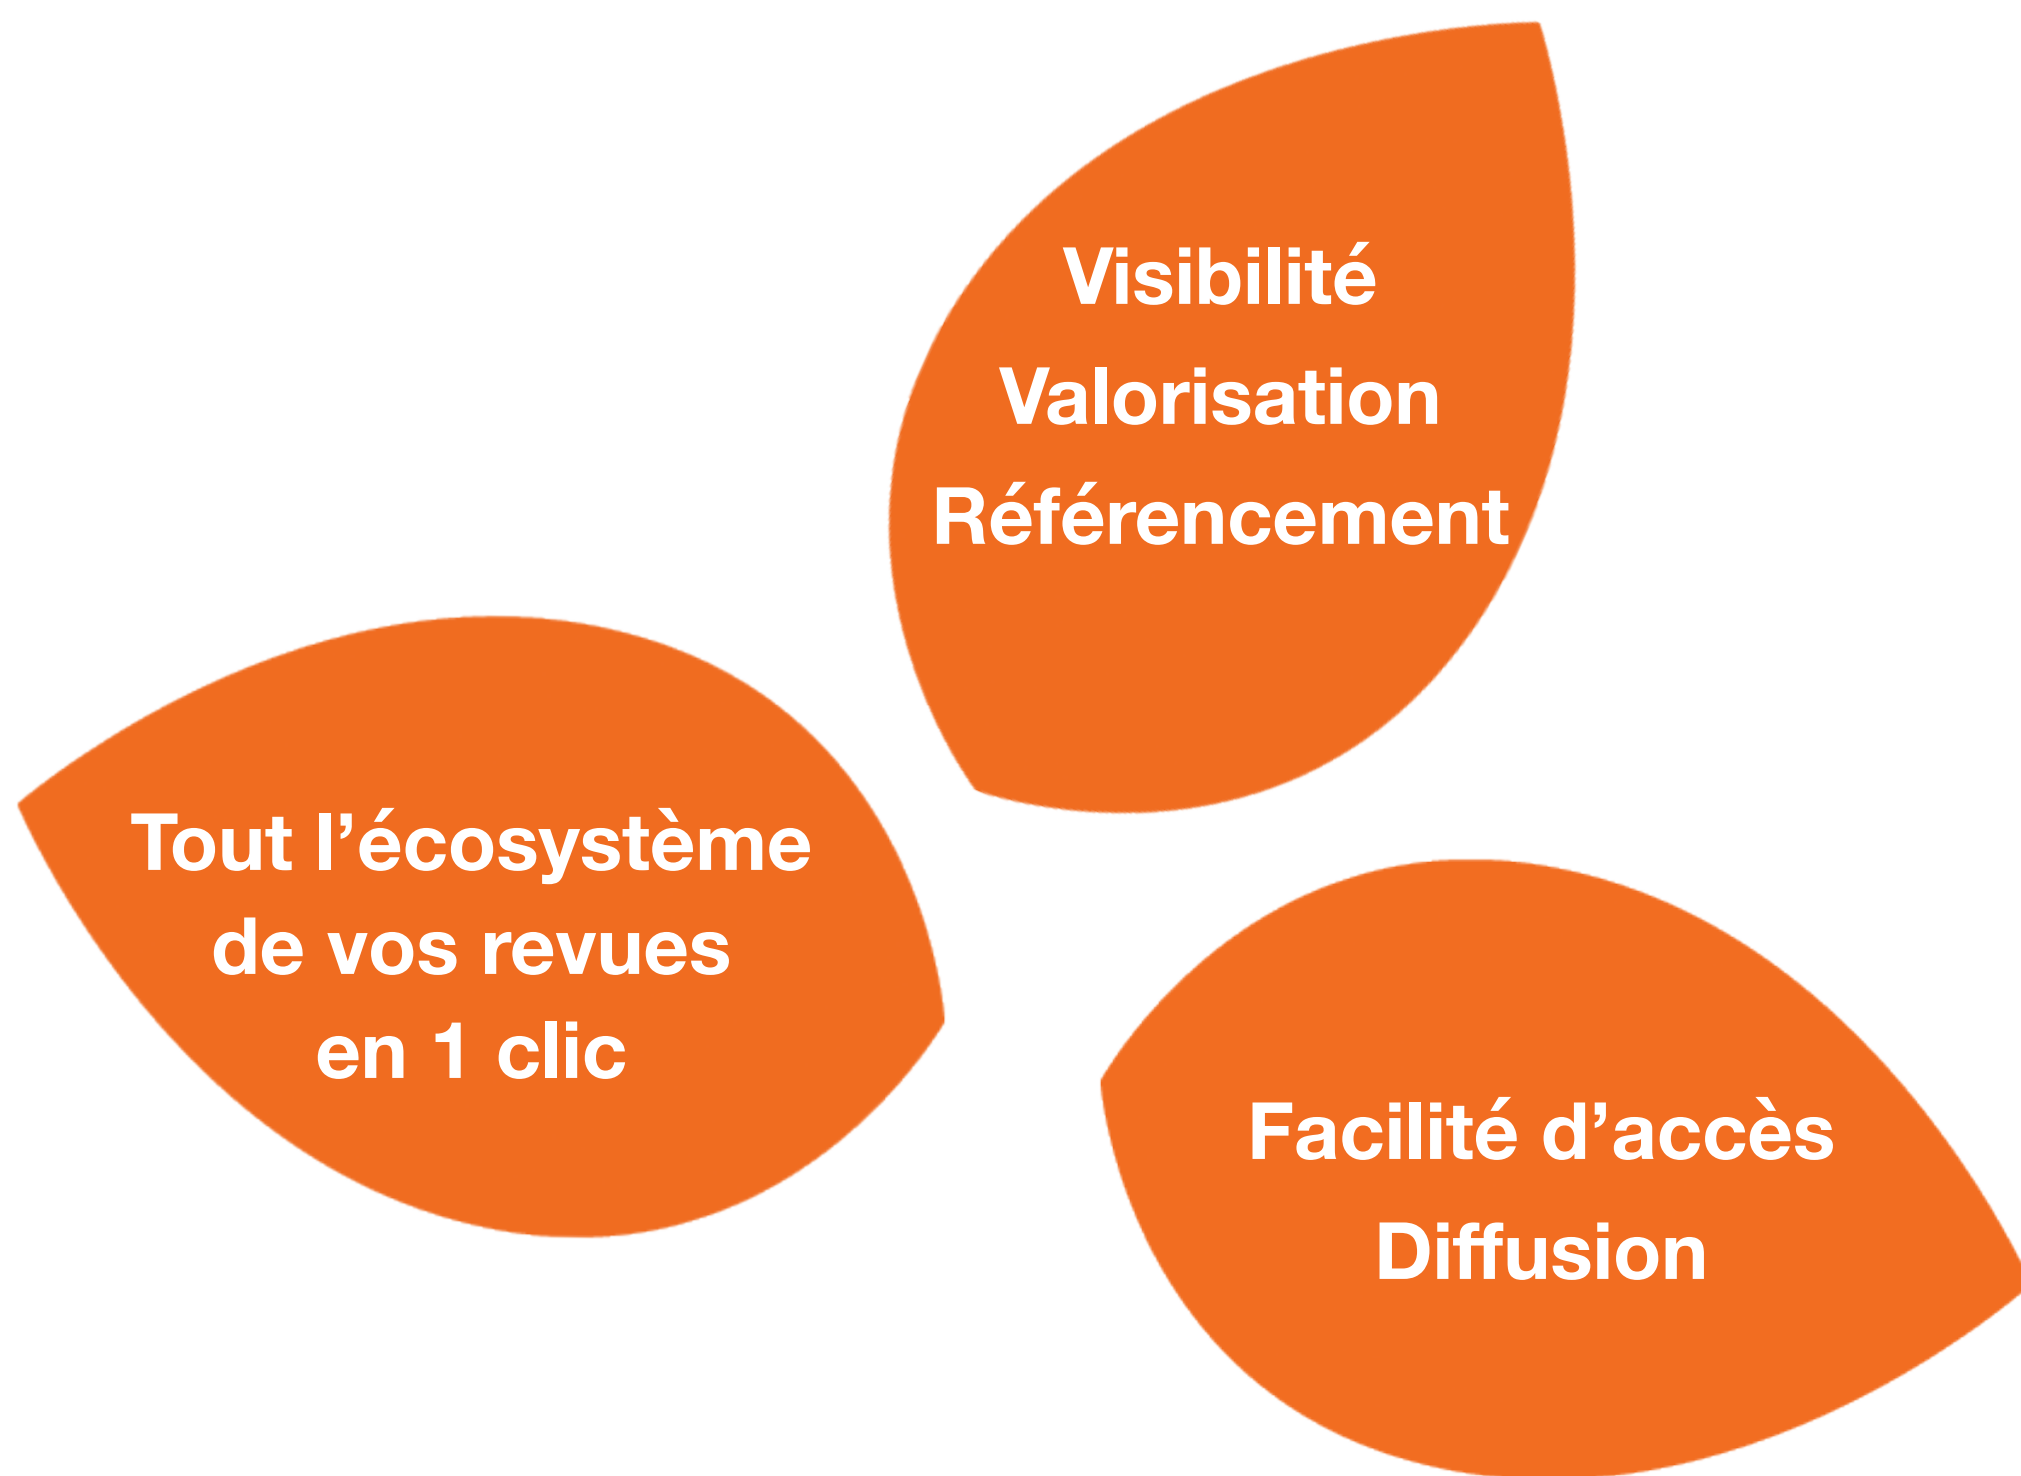 Visibilité
Valorisation
Référencement
Tout l’écosystème
de vos revues
en 1 clic
Facilité d’accès
Diffusion